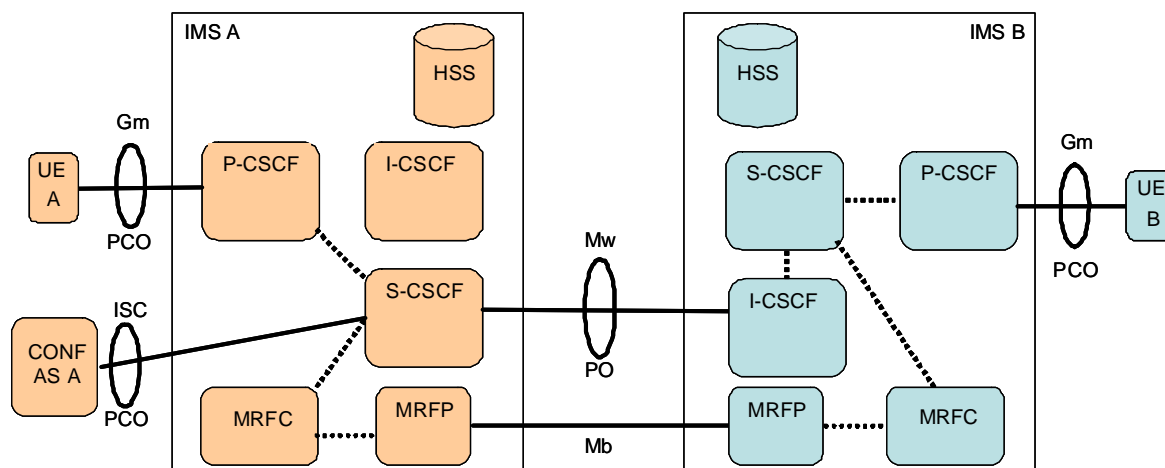 IMS A
IMS B
HSS
HSS
Gm
Gm
P-CSCF
I-CSCF
S-CSCF
P-CSCF
UE
A
UE
B
PCO
PCO
Mw
ISC
S-CSCF
I-CSCF
CONF
AS A
PO
PCO
MRFC
MRFP
MRFP
MRFC
Mb